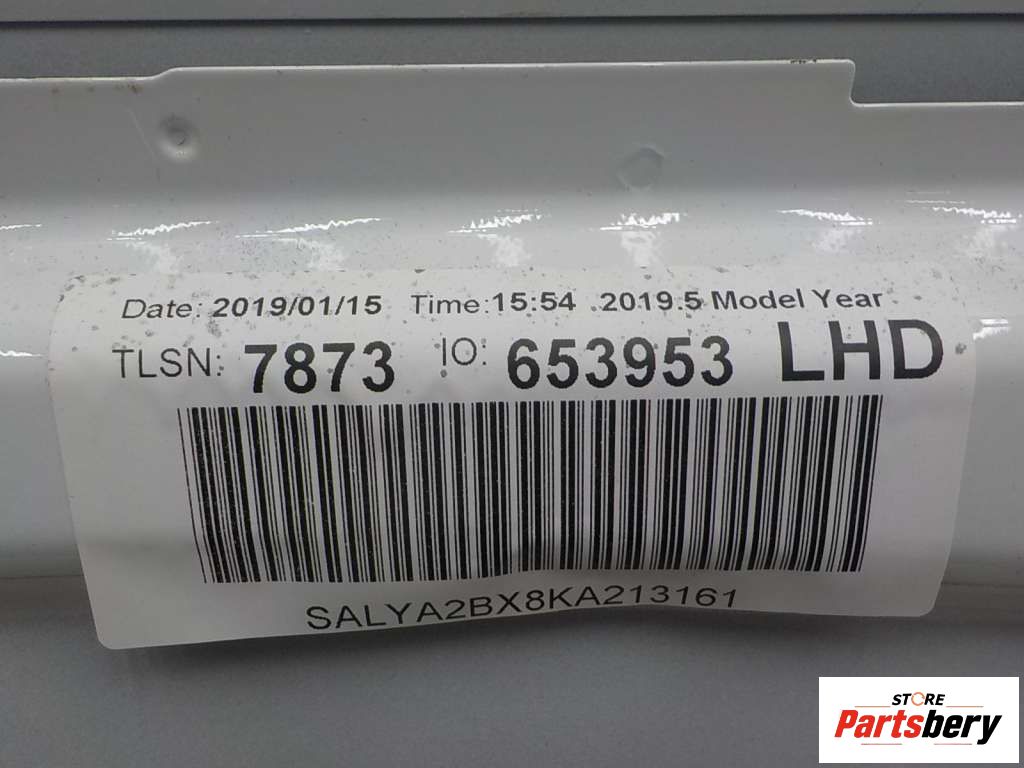 Date: 2019/01/15 Time:15:54 .2019.5 Model Year
TLSN: 7873 IO: 653953 LHD
SALYA2BX8KA213161
STORE
Partsbery